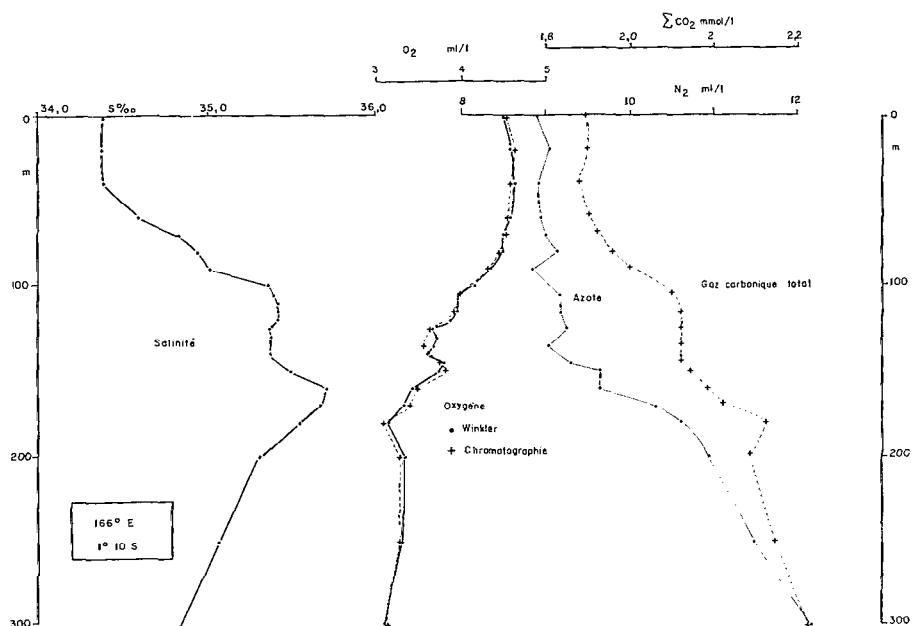 ∑CO2 mmol/l
1,8 2,0 2 2,2
O2 ml/l
3 4 5
N2 ml/l
8 10 12
34,0 S‰ 35,0 36,0
0 0
m m
100 100
Gaz carbonique total
Azote
Salinité
Oxygène
• Winkler
+ Chromatographie
200 200
166° E
1° 10 S
300 300